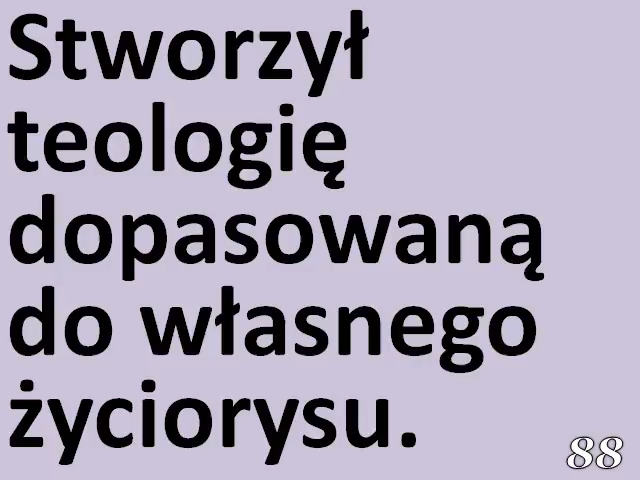 Stworzył
teologię
dopasowaną
do własnego
życiorysu.
88